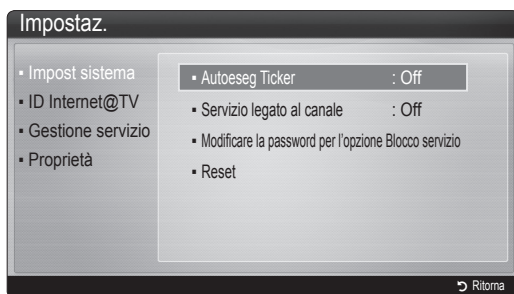 Impostaz.
▪ Impost sistema
▪ ID Internet@TV
▪ Gestione servizio
▪ Proprietà
▪ Autoeseg Ticker : Off
▪ Servizio legato al canale : Off
▪ Modificare la password per l'opzione Blocco servizio
▪ Reset
Ritorna